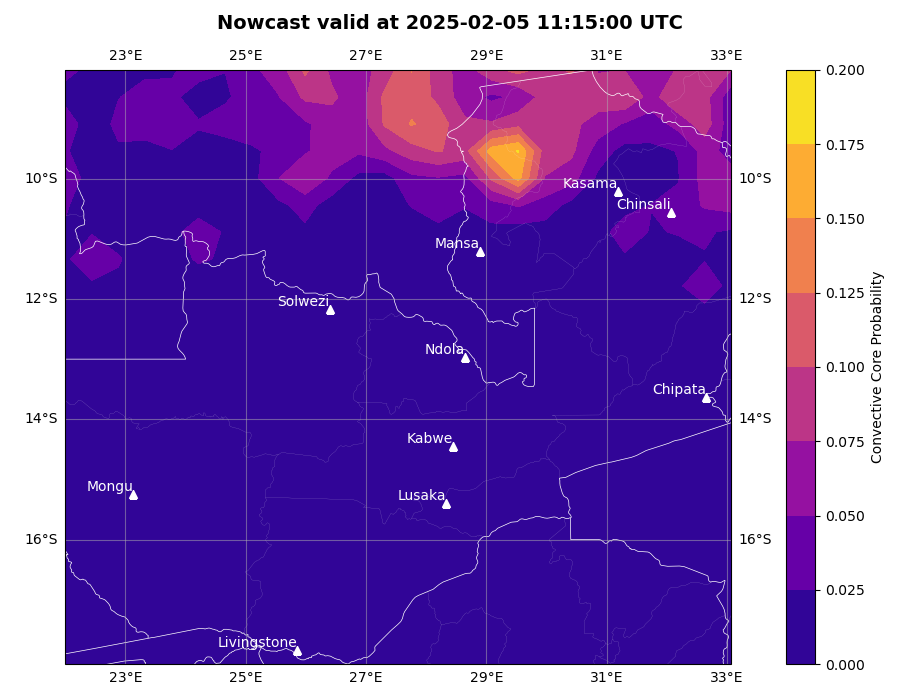 Nowcast valid at 2025-02-05 11:15:00 UTC
23°E 25°E 27°E 29°E 31°E 33°E
0.200
0.175
10°S Kasama 10°S
Chinsali
0.150
Mansa
0.125
12°S 12°S
Solwezi
Ndola
0.100
Chipata
14°S 14°S
0.075
Kabwe
Mongu
Lusaka
0.050
16°S 16°S
0.025
Livingstone
0.000
23°E 25°E 27°E 29°E 31°E 33°E
Convective Core Probability